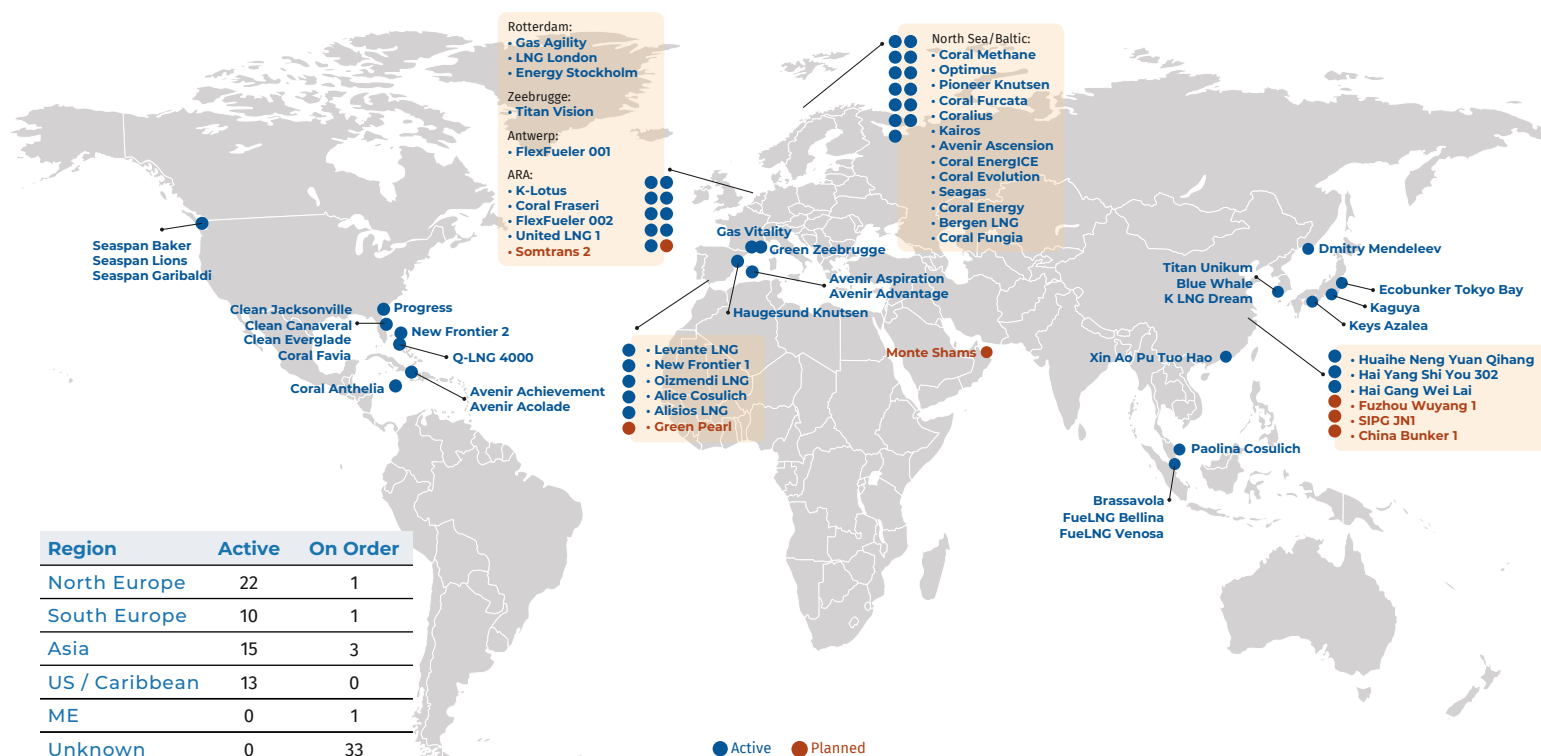 Rotterdam:
• Gas Agility
• LNG London
• Energy Stockholm
Zeebrugge:
• Titan Vision
Antwerp:
• FlexFueler 001
ARA:
• K-Lotus
• Coral Fraseri
• FlexFueler 002
• United LNG 1
• Somtrans 2
North Sea/Baltic:
• Coral Methane
• Optimus
• Pioneer Knutsen
• Coral Furcata
• Coralius
• Kairos
• Avenir Ascension
• Coral EnergICE
• Coral Evolution
• Seagas
• Coral Energy
• Bergen LNG
• Coral Fungia
Seaspan Baker
Seaspan Lions
Seaspan Garibaldi
Clean Jacksonville
Clean Canaveral
Clean Everglade
Coral Favia
Progress
New Frontier 2
Q-LNG 4000
Coral Anthelia
Avenir Achievement
Avenir Acolade
Gas Vitality
Green Zeebrugge
Avenir Aspiration
Avenir Advantage
Haugesund Knutsen
• Levante LNG
• New Frontier 1
• Oizmendi LNG
• Alice Cosulich
• Alisios LNG
• Green Pearl
Monte Shams
Dmitry Mendeleev
Titan Unikum
Blue Whale
K LNG Dream
Ecobunker Tokyo Bay
Kaguya
Keys Azalea
Xin Ao Pu Tuo Hao
• Huaihe Neng Yuan Qihang
• Hai Yang Shi You 302
• Hai Gang Wei Lai
• Fuzhou Wuyang 1
• SIPG JN1
• China Bunker 1
Paolina Cosulich
Brassavola
FueLNG Bellina
FueLNG Venosa
Region Active On Order
North Europe 22 1
South Europe 10 1
Asia 15 3
US / Caribbean 13 0
ME 0 1
Unknown 0 33
Active Planned